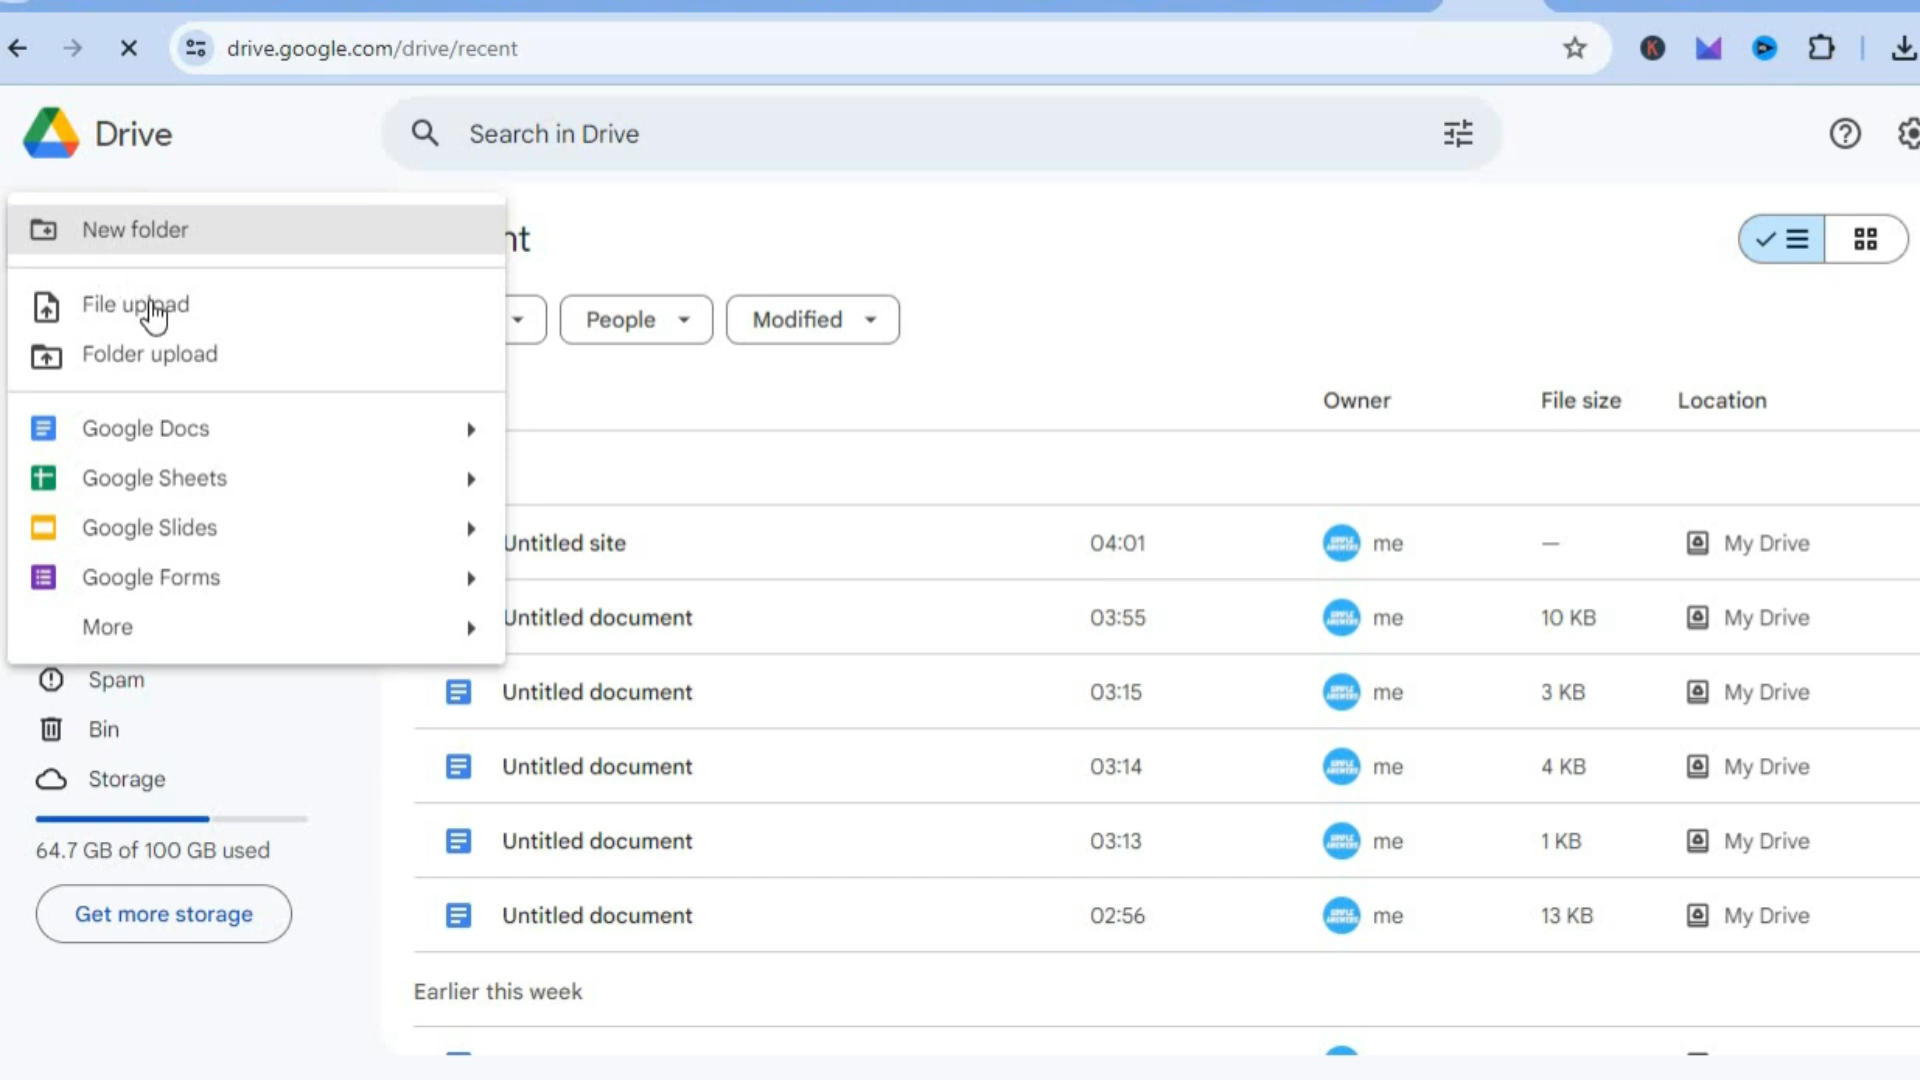 drive.google.com/drive/recent
Drive
Search in Drive
New folder
nt
File upload
People
Modified
Folder upload
Owner File size Location
Google Docs
Google Sheets
Google Slides
Untitled site 04:01 me — My Drive
Google Forms
Untitled document 03:55 me 10 KB My Drive
More
Spam
Untitled document 03:15 me 3 KB My Drive
Bin
Untitled document 03:14 me 4 KB My Drive
Storage
64.7 GB of 100 GB used
Untitled document 03:13 me 1 KB My Drive
Get more storage
Untitled document 02:56 me 13 KB My Drive
Earlier this week